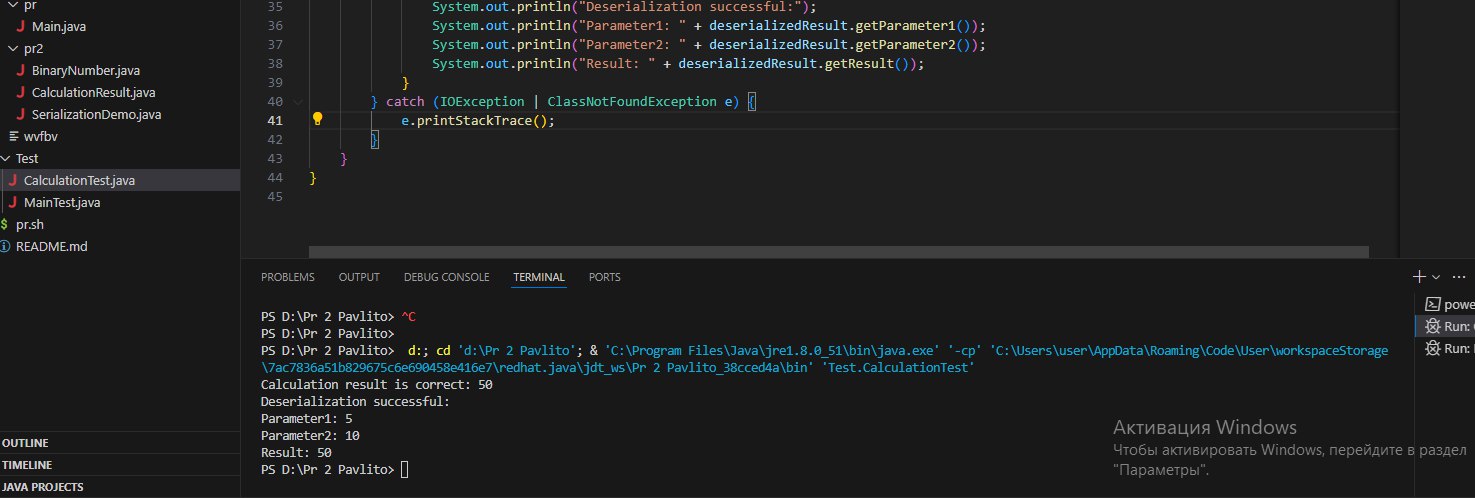 pr
Main.java
pr2
BinaryNumber.java
CalculationResult.java
SerializationDemo.java
wvfbv
Test
CalculationTest.java
MainTest.java
pr.sh
README.md
OUTLINE
TIMELINE
JAVA PROJECTS
35 System.out.println("Deserialization successful:");
36 System.out.println("Parameter1: " + deserializedResult.getParameter1());
37 System.out.println("Parameter2: " + deserializedResult.getParameter2());
38 System.out.println("Result: " + deserializedResult.getResult());
39 }
40 } catch (IOException | ClassNotFoundException e) {
41 e.printStackTrace();
42 }
43 }
44 }
45
PROBLEMS OUTPUT DEBUG CONSOLE TERMINAL PORTS
PS D:\Pr 2 Pavlito> ^C
PS D:\Pr 2 Pavlito>
PS D:\Pr 2 Pavlito>  d:; cd 'd:\Pr 2 Pavlito'; & 'C:\Program Files\Java\jre1.8.0_51\bin\java.exe' '-cp' 'C:\Users\user\AppData\Roaming\Code\User\workspaceStorage
\7ac7836a51b829675c6e690458e416e7\redhat.java\jdt_ws\Pr 2 Pavlito_38cced4a\bin' 'Test.CalculationTest'
Calculation result is correct: 50
Deserialization successful:
Parameter1: 5
Parameter2: 10
Result: 50
PS D:\Pr 2 Pavlito>
powe
Run:
Run:
Активация Windows
Чтобы активировать Windows, перейдите в раздел
"Параметры".